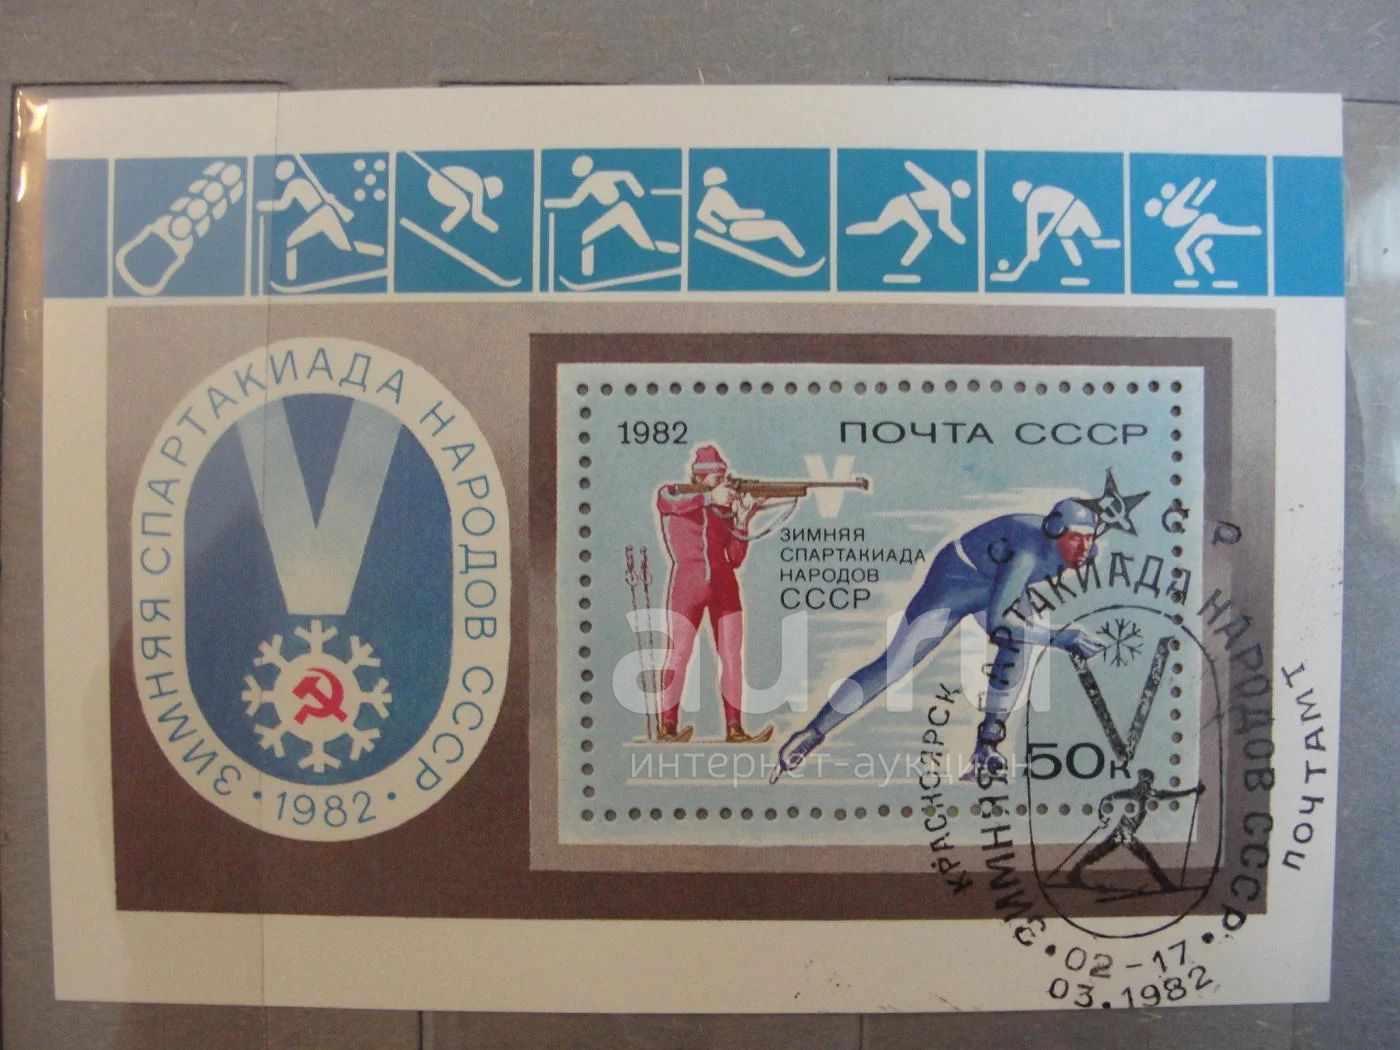 ЗИМНЯЯ СПАРТАКИАДА НАРОДОВ СССР
· 1982 ·
1982
ПОЧТА СССР
V
ЗИМНЯЯ
СПАРТАКИАДА
НАРОДОВ
СССР
50к
au.ru
интернет-аукцион
СССР
КРАСНОЯРСК
ПОЧТАМТ
ЗИМНЯЯ СПАРТАКИАДА НАРОДОВ СССР
V
· 02-17 ·
03.1982